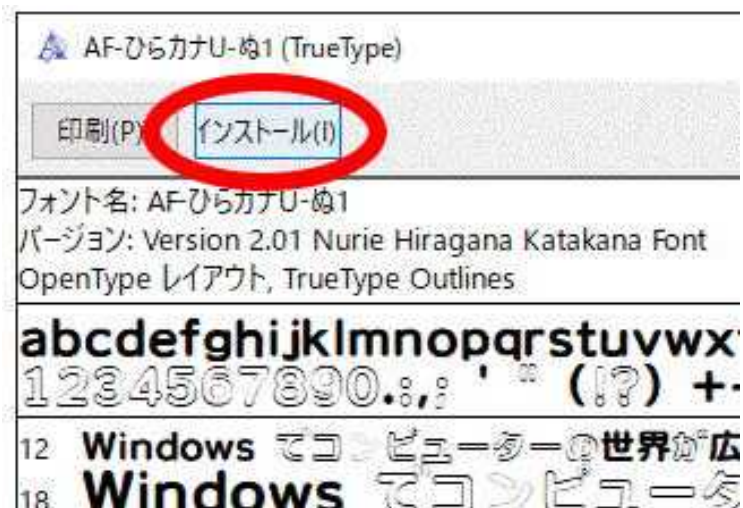 AF-ひらカナU-ぬ1 (TrueType)
印刷(P) インストール(I)
フォント名: AF-ひらカナU-ぬ1
バージョン: Version 2.01 Nurie Hiragana Katakana Font
OpenType レイアウト, TrueType Outlines
abcdefghijklmnopqrstuvwx
1234567890.:,; ' " (!?) +-
12 Windows でコンピューターの世界が広
18 Windows でコンピュータ